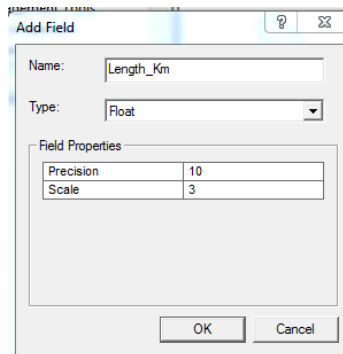 Add Field
Name: Length_Km
Type: Float
Field Properties
Precision 10
Scale 3
OK Cancel